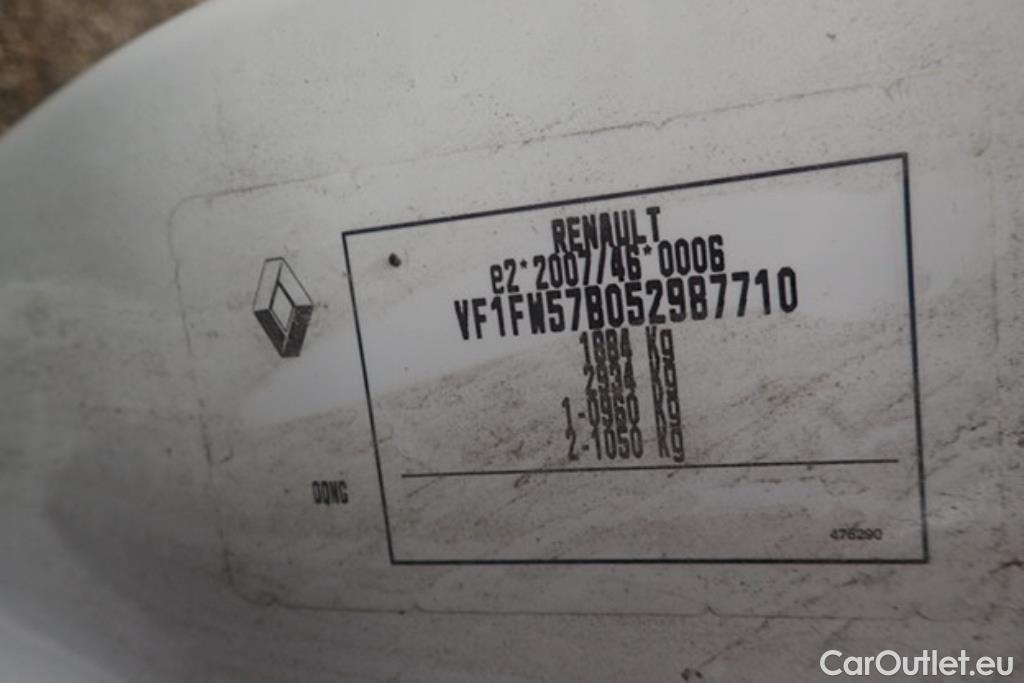 RENAULT
e2*2007/46*0006
VF1FW57B052987710
1884 Kg
2934 Kg
1-0960 Kg
2-1050 Kg
OQNG
476290
CarOutlet.eu